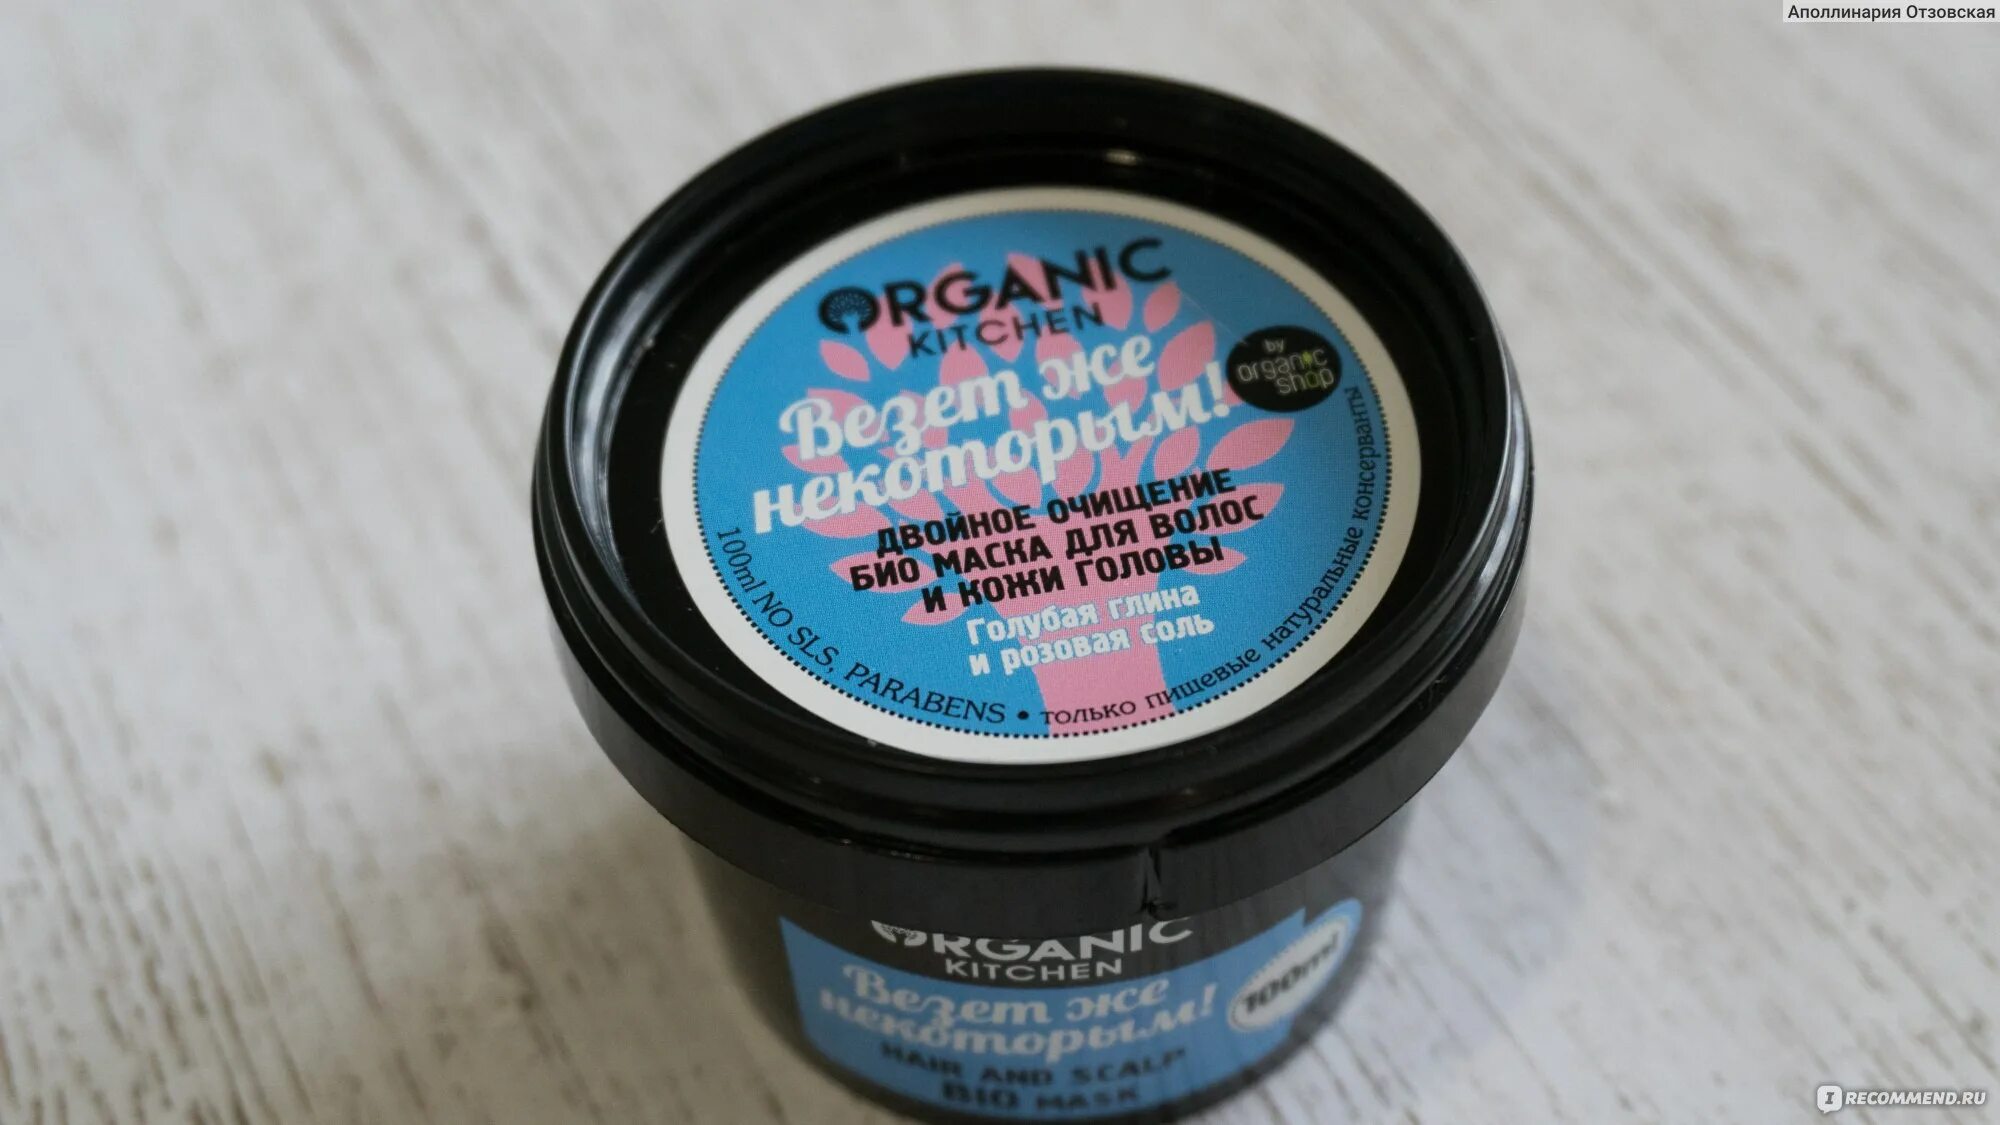 Аполлинария Отзовская
ORGANIC
KITCHEN
by
organic
shop
Везет же
некоторым!
ДВОЙНОЕ ОЧИЩЕНИЕ
БИО МАСКА ДЛЯ ВОЛОС
И КОЖИ ГОЛОВЫ
Голубая глина
и розовая соль
100ml NO SLS, PARABENS • только пищевые натуральные консерванты
ORGANIC
KITCHEN
Везет же
некоторым!
100ml
HAIR AND SCALP
BIO MASK
I RECOMMEND.RU